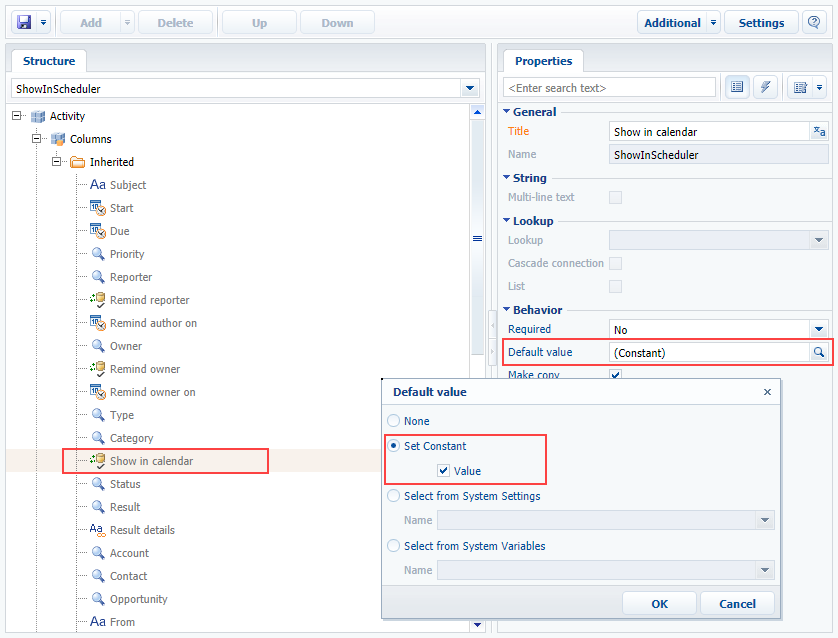 Add
Delete
Up
Down
Additional
Settings
Structure
ShowInScheduler
Activity
Columns
Inherited
Aa Subject
Start
Due
Priority
Reporter
Remind reporter
Remind author on
Owner
Remind owner
Remind owner on
Type
Category
Show in calendar
Status
Result
Aa Result details
Account
Contact
Opportunity
Aa From
Properties
<Enter search text>
General
Title Show in calendar
Name ShowInScheduler
String
Multi-line text
Lookup
Lookup
Cascade connection
List
Behavior
Required No
Default value (Constant)
Make copy
Default value
None
Set Constant
Value
Select from System Settings
Name
Select from System Variables
Name
OK
Cancel